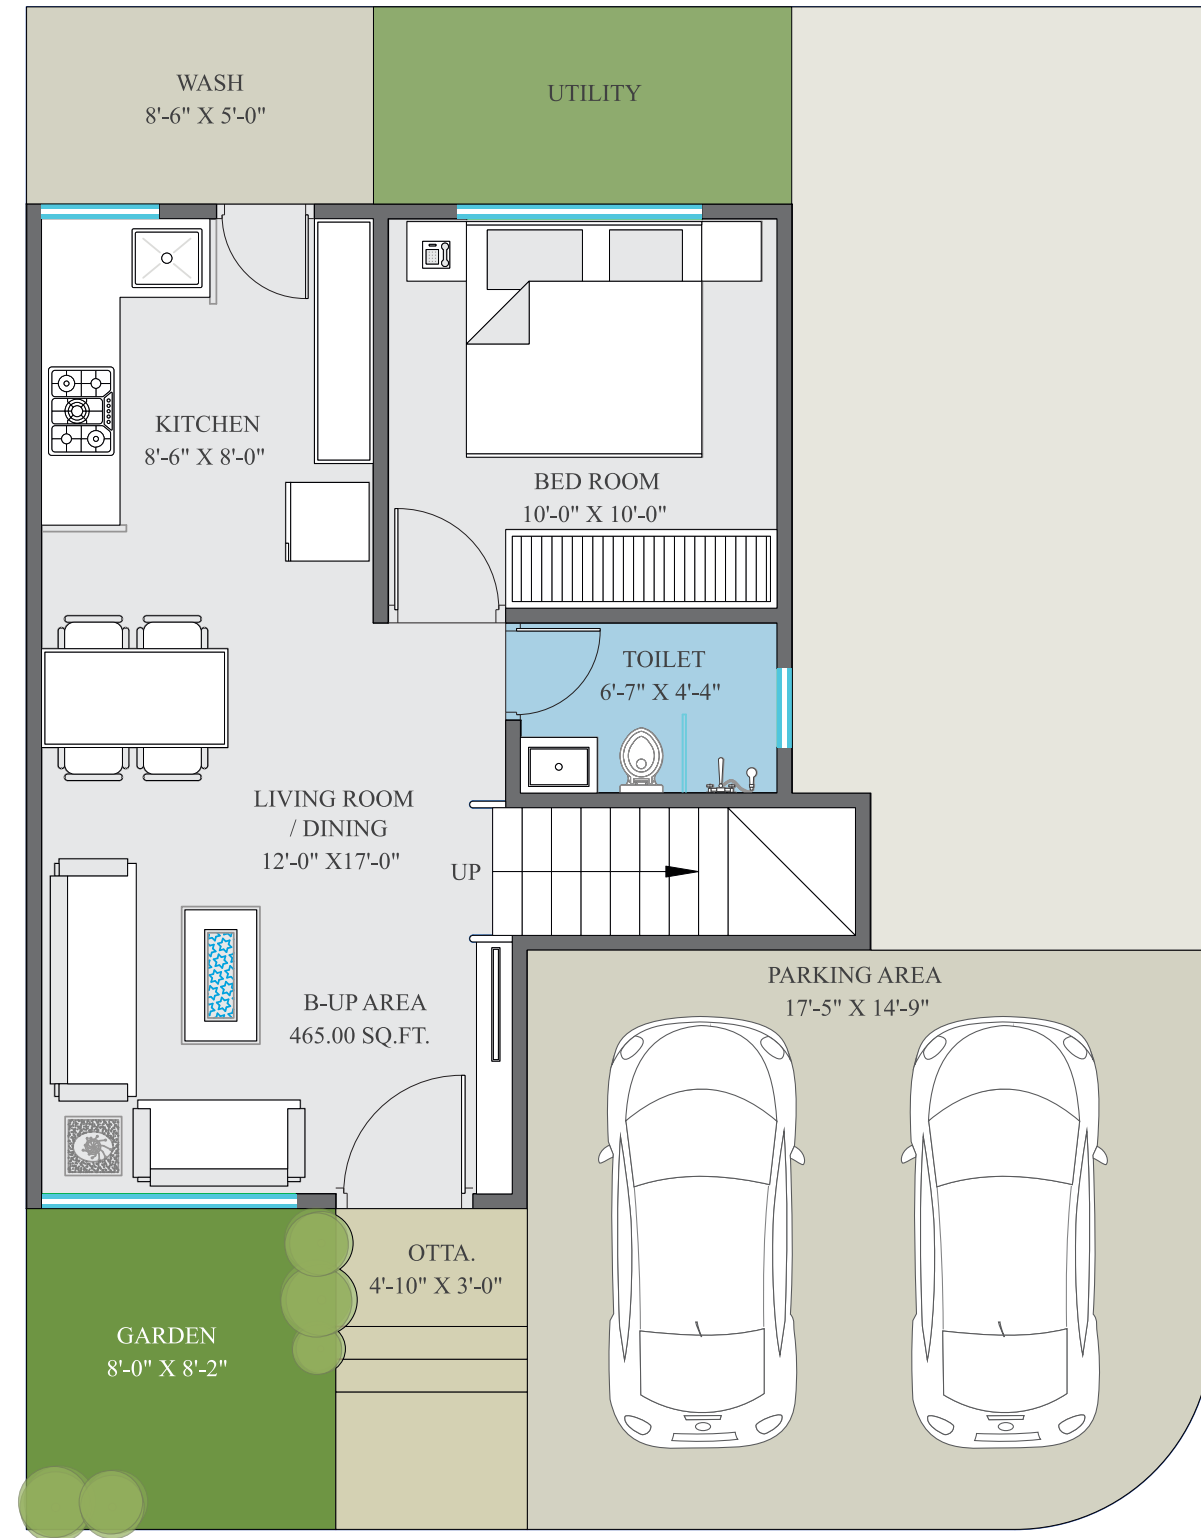 WASH
8'-6" X 5'-0"
UTILITY
KITCHEN
8'-6" X 8'-0"
BED ROOM
10'-0" X 10'-0"
TOILET
6'-7" X 4'-4"
LIVING ROOM
/ DINING
12'-0" X17'-0"
UP
B-UP AREA
465.00 SQ.FT.
PARKING AREA
17'-5" X 14'-9"
OTTA.
4'-10" X 3'-0"
GARDEN
8'-0" X 8'-2"